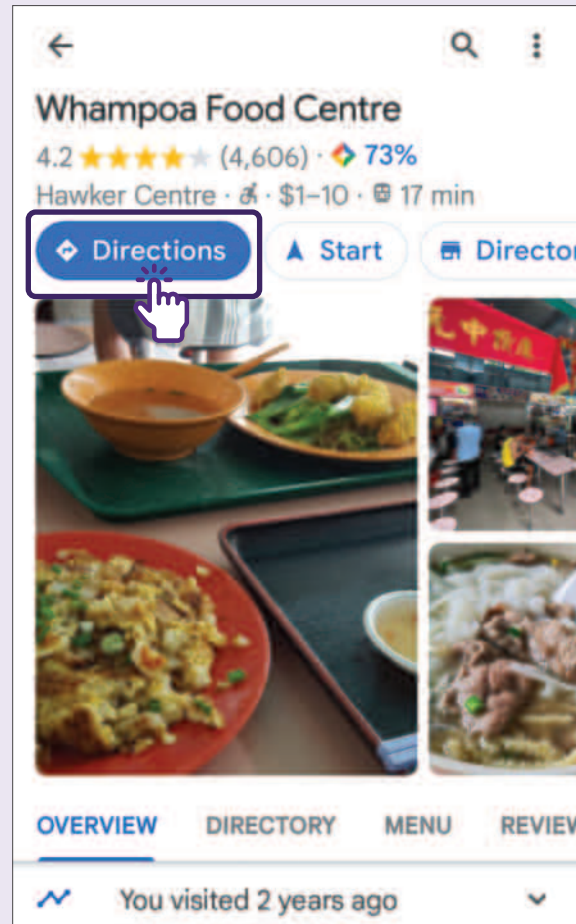 Whampoa Food Centre
4.2 (4,606) · 73%
Hawker Centre · · $1–10 · 17 min
Directions Start Director
OVERVIEW DIRECTORY MENU REVIEW
You visited 2 years ago